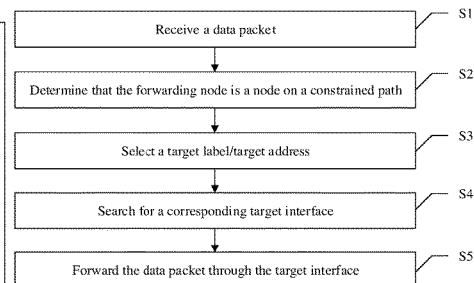 Receive a data packet
S1
Determine that the forwarding node is a node on a constrained path
S2
Select a target label/target address
S3
Search for a corresponding target interface
S4
Forward the data packet through the target interface
S5